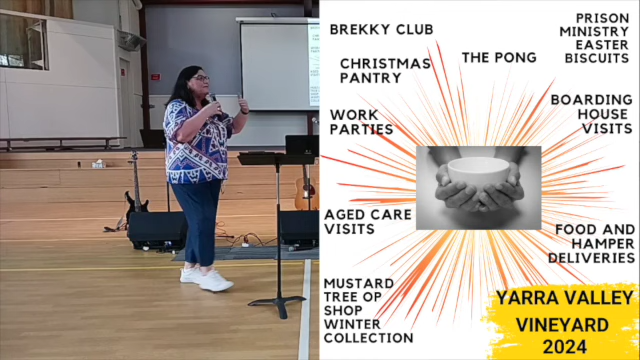 BREKKY CLUB
PRISON
MINISTRY
EASTER
BISCUITS
CHRISTMAS
PANTRY
THE PONG
WORK
PARTIES
BOARDING
HOUSE
VISITS
AGED CARE
VISITS
FOOD AND
HAMPER
DELIVERIES
MUSTARD
TREE OP
SHOP
WINTER
COLLECTION
YARRA VALLEY
VINEYARD
2024